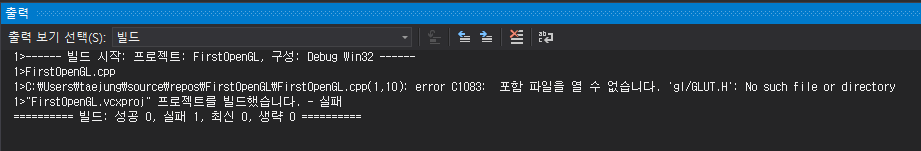 출력
출력 보기 선택(S): 빌드
1>------ 빌드 시작: 프로젝트: FirstOpenGL, 구성: Debug Win32 ------
1>FirstOpenGL.cpp
1>C:\Users\taejung\source\repos\FirstOpenGL\FirstOpenGL.cpp(1,10): error C1083:  포함 파일을 열 수 없습니다. 'gl/GLUT.H': No such file or directory
1>"FirstOpenGL.vcxproj" 프로젝트를 빌드했습니다. - 실패
========== 빌드: 성공 0, 실패 1, 최신 0, 생략 0 ==========